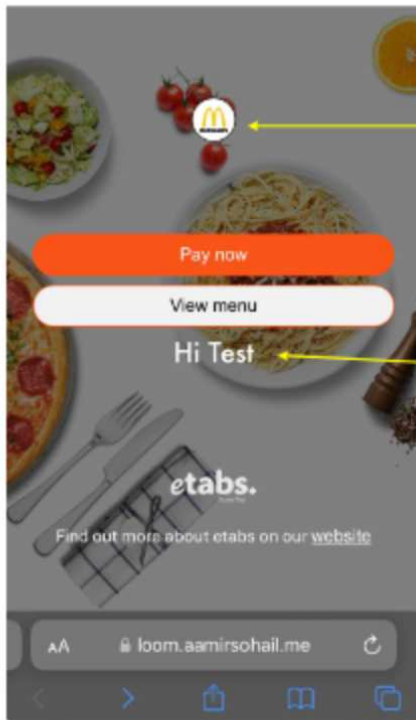 Pay now
View menu
Hi Test
etabs.
Find out more about etabs on our website
AA
loom.aamirsohail.me